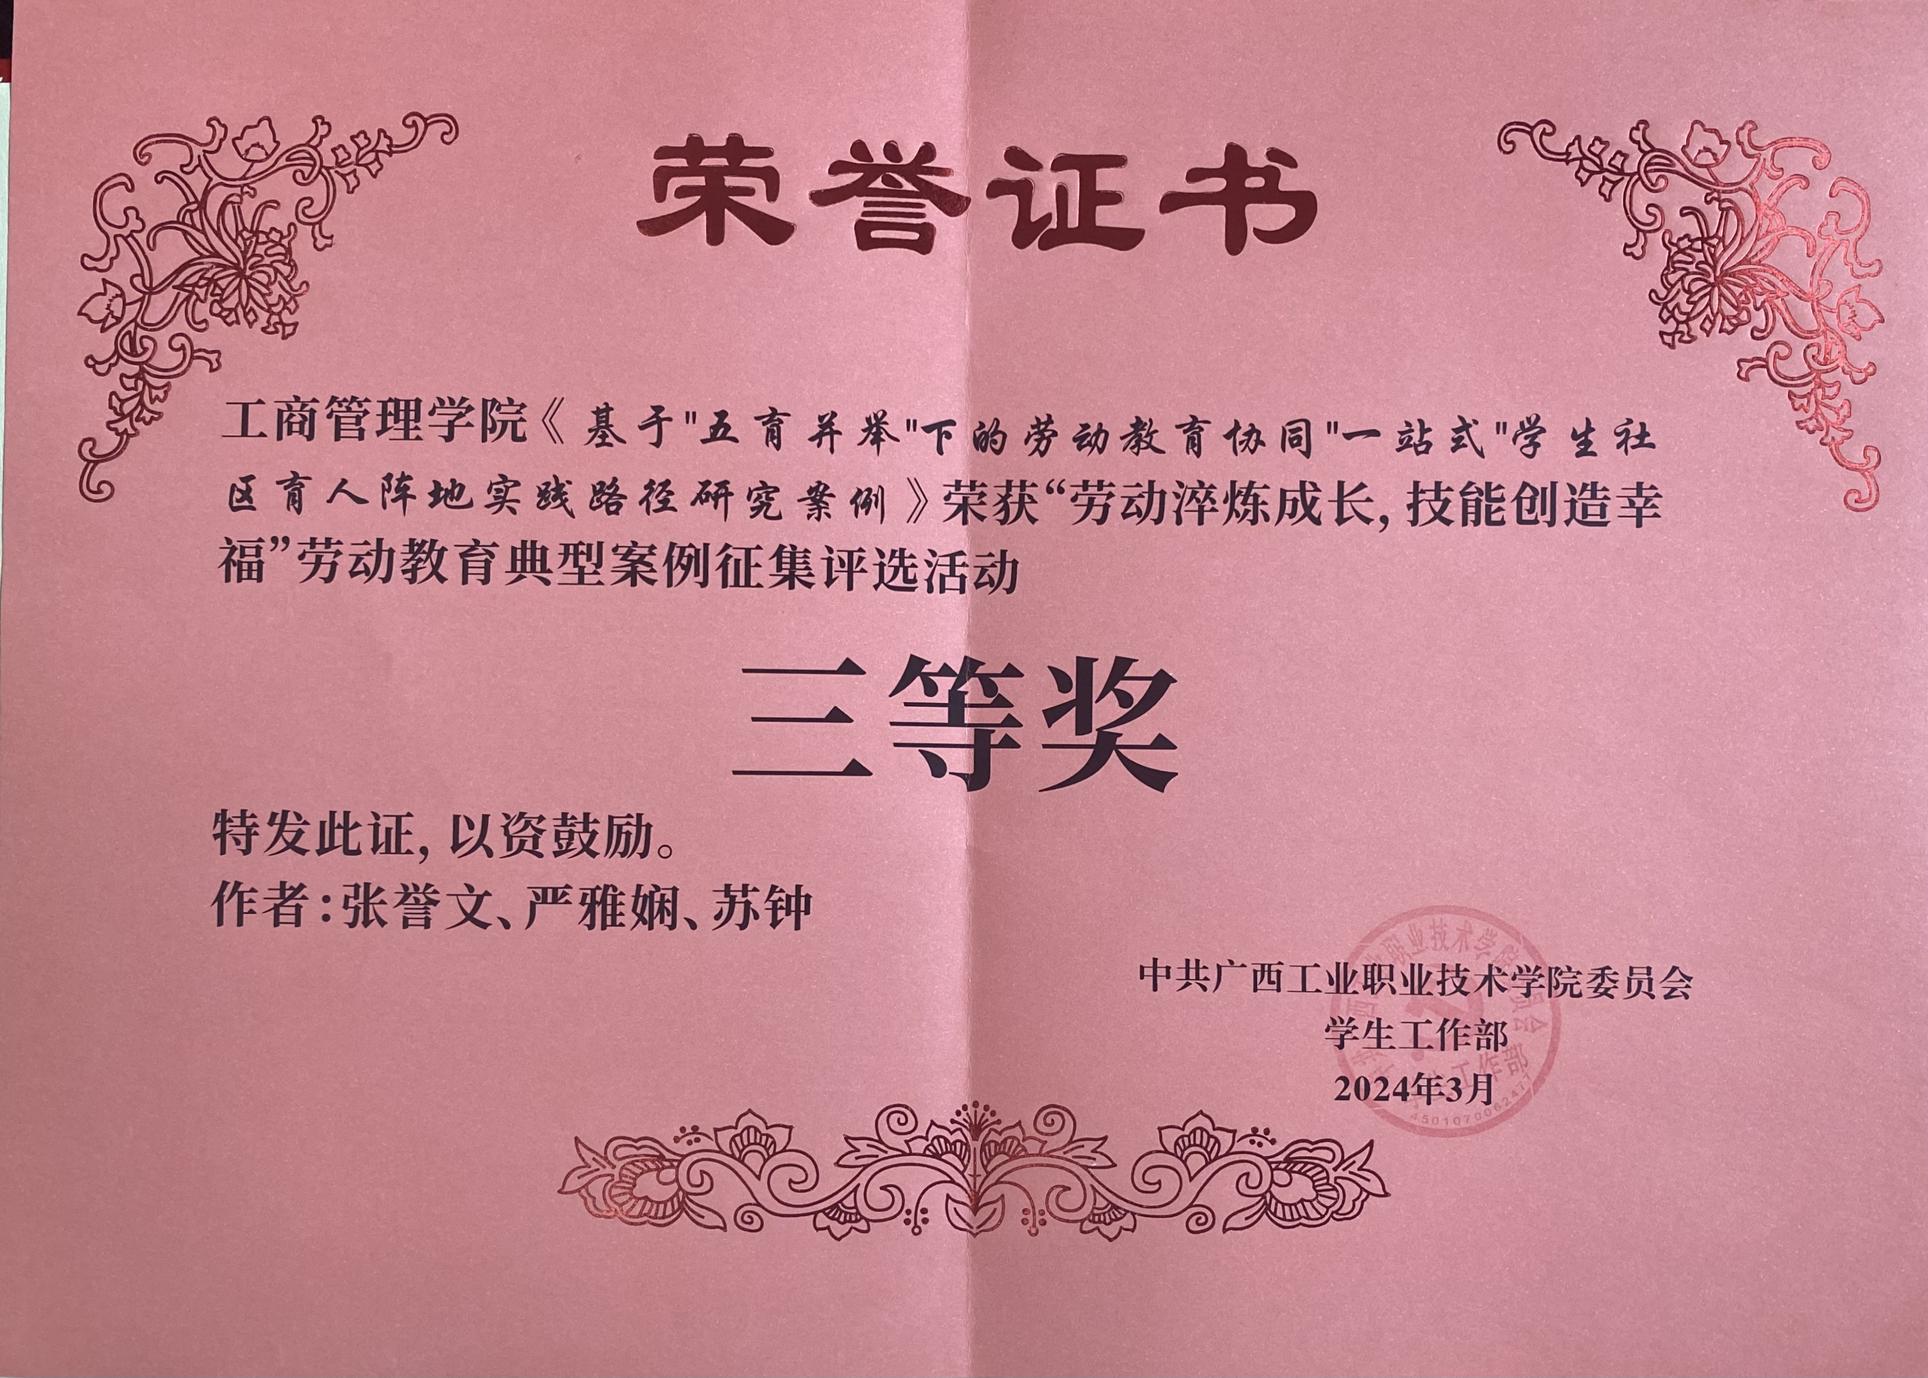 荣誉证书
工商管理学院《基于"五育并举"下的劳动教育协同"一站式"学生社
区育人阵地实践路径研究案例》荣获“劳动淬炼成长,技能创造幸
福”劳动教育典型案例征集评选活动
三等奖
特发此证,以资鼓励。
作者:张誉文、严雅娴、苏钟
中共广西工业职业技术学院委员会
学生工作部
2024年3月